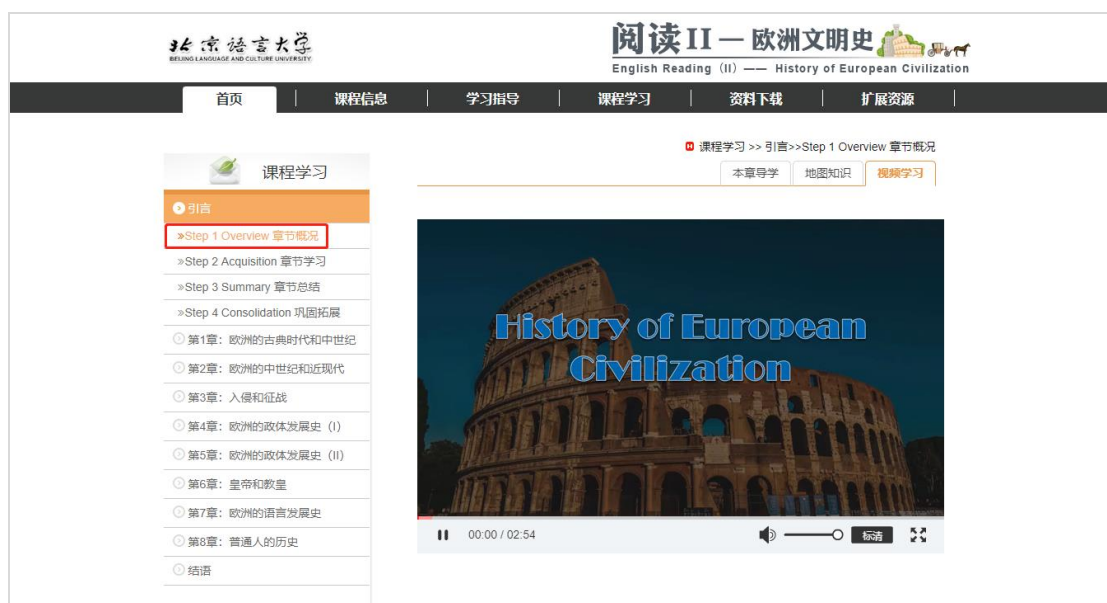 北京语言大学
BEIJING LANGUAGE AND CULTURE UNIVERSITY
阅读II — 欧洲文明史
English Reading (II) —— History of European Civilization
首页 课程信息 学习指导 课程学习 资料下载 扩展资源
课程学习 >> 引言>>Step 1 Overview 章节概况
本章导学 地图知识 视频学习
课程学习
引言
»Step 1 Overview 章节概况
»Step 2 Acquisition 章节学习
»Step 3 Summary 章节总结
»Step 4 Consolidation 巩固拓展
第1章：欧洲的古典时代和中世纪
第2章：欧洲的中世纪和近现代
第3章：入侵和征战
第4章：欧洲的政体发展史（I）
第5章：欧洲的政体发展史（II）
第6章：皇帝和教皇
第7章：欧洲的语言发展史
第8章：普通人的历史
结语
History of European
Civilization
00:00 / 02:54
标清